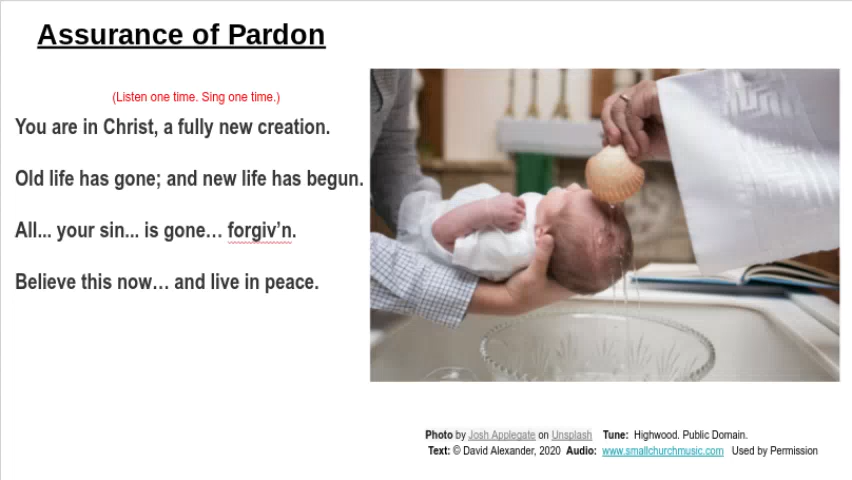 Assurance of Pardon
(Listen one time. Sing one time.)
You are in Christ, a fully new creation.
Old life has gone; and new life has begun.
All... your sin... is gone… forgiv’n.
Believe this now… and live in peace.
Photo by Josh Applegate on Unsplash Tune: Highwood. Public Domain.
Text: © David Alexander, 2020 Audio: www.smallchurchmusic.com Used by Permission